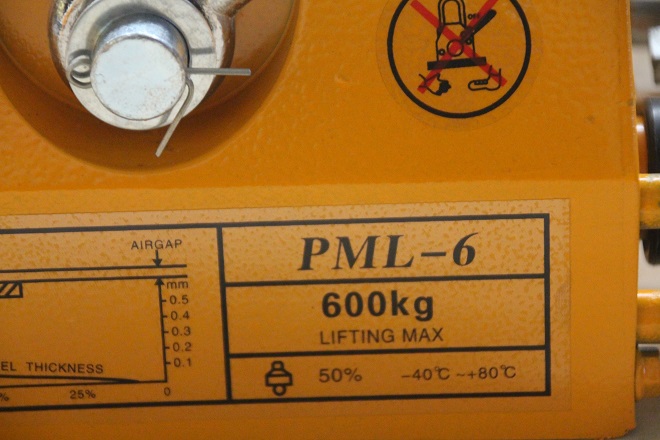 AIRGAP
mm
0.5
0.4
0.3
0.2
0.1
THICKNESS
25%
0
PML-6
600kg
LIFTING MAX
50% -40℃ ~+80℃